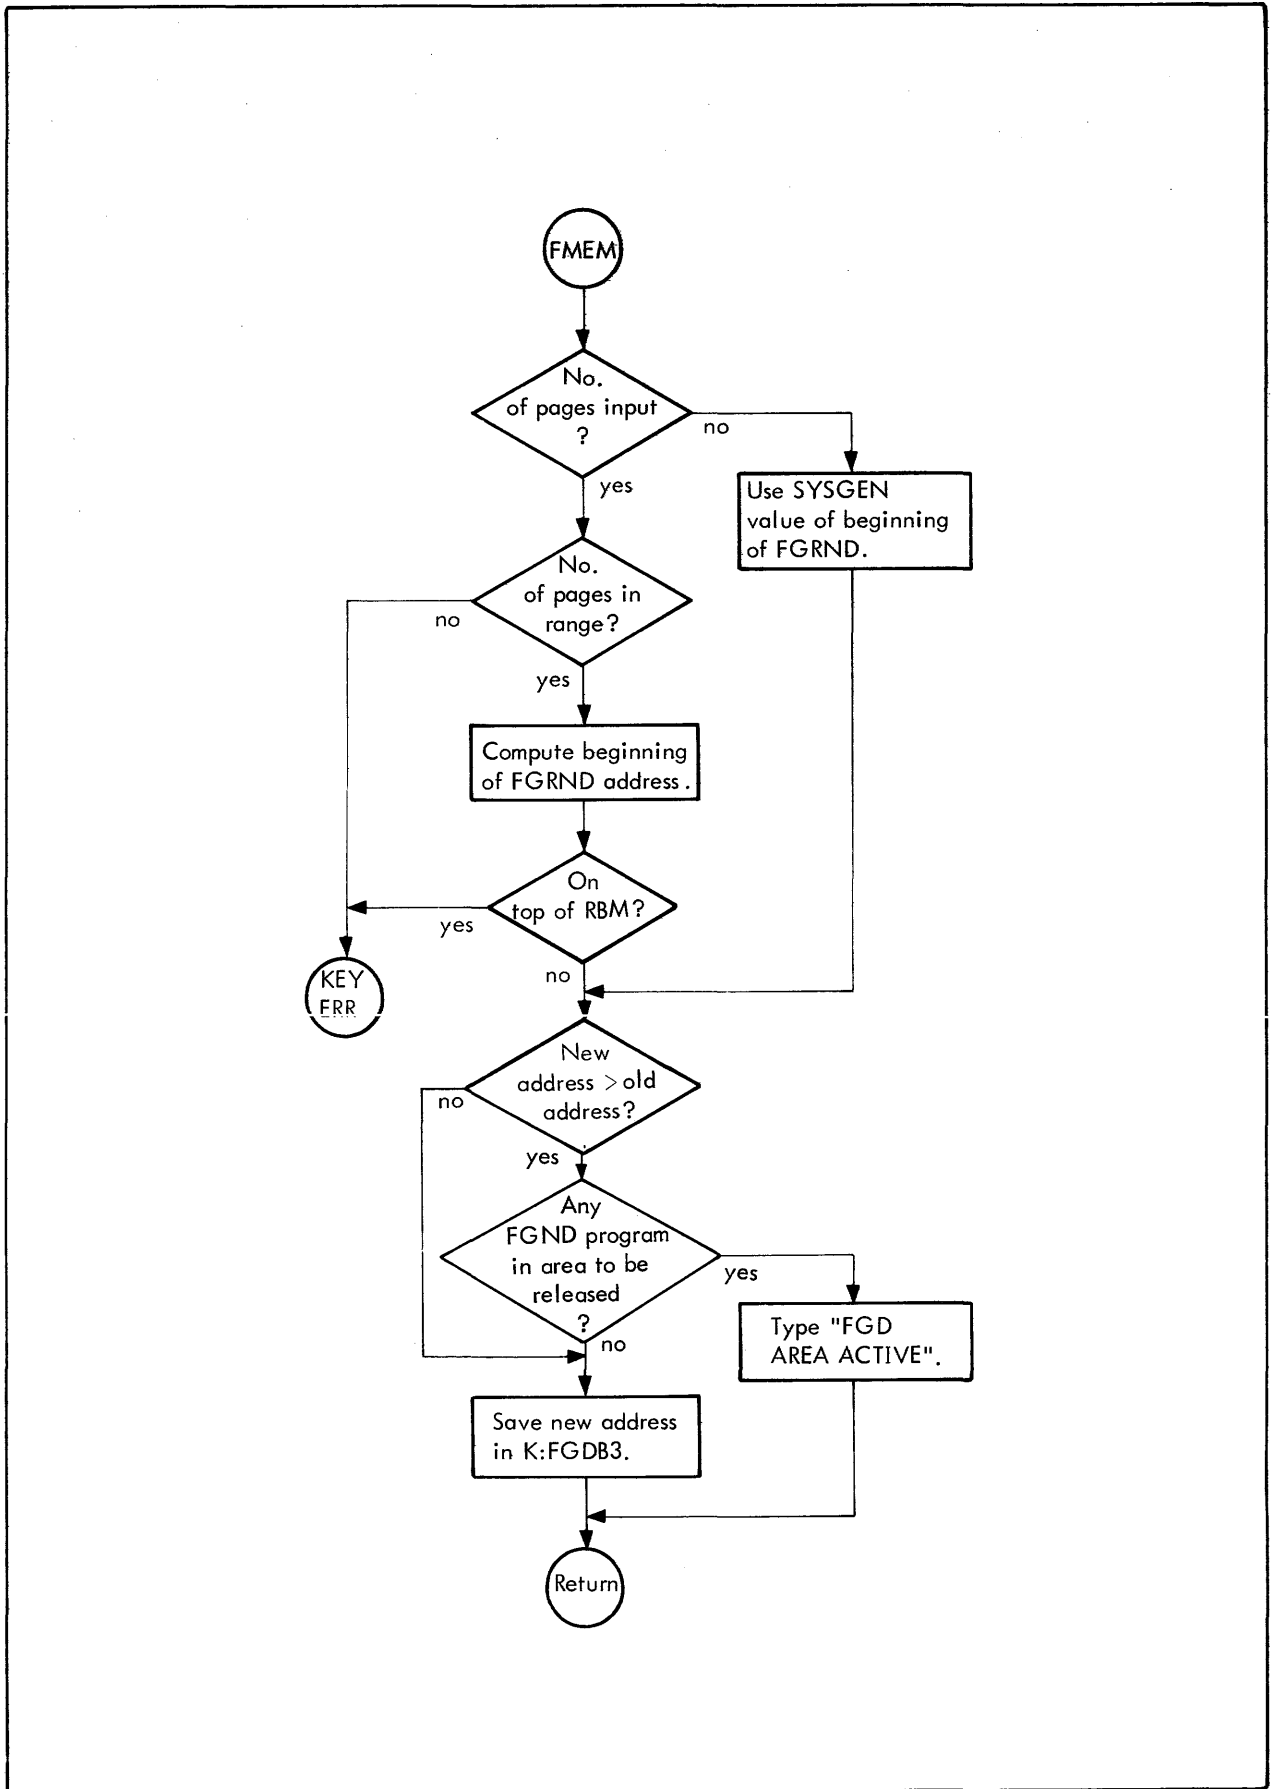 FMEM
No.
of pages input
?
no
yes
Use SYSGEN
value of beginning
of FGRND.
No.
of pages in
range?
no
yes
Compute beginning
of FGRND address.
On
top of RBM?
yes
no
KEY
ERR
New
address > old
address?
no
yes
Any
FGND program
in area to be
released
?
yes
no
Type "FGD
AREA ACTIVE".
Save new address
in K:FGDB3.
Return